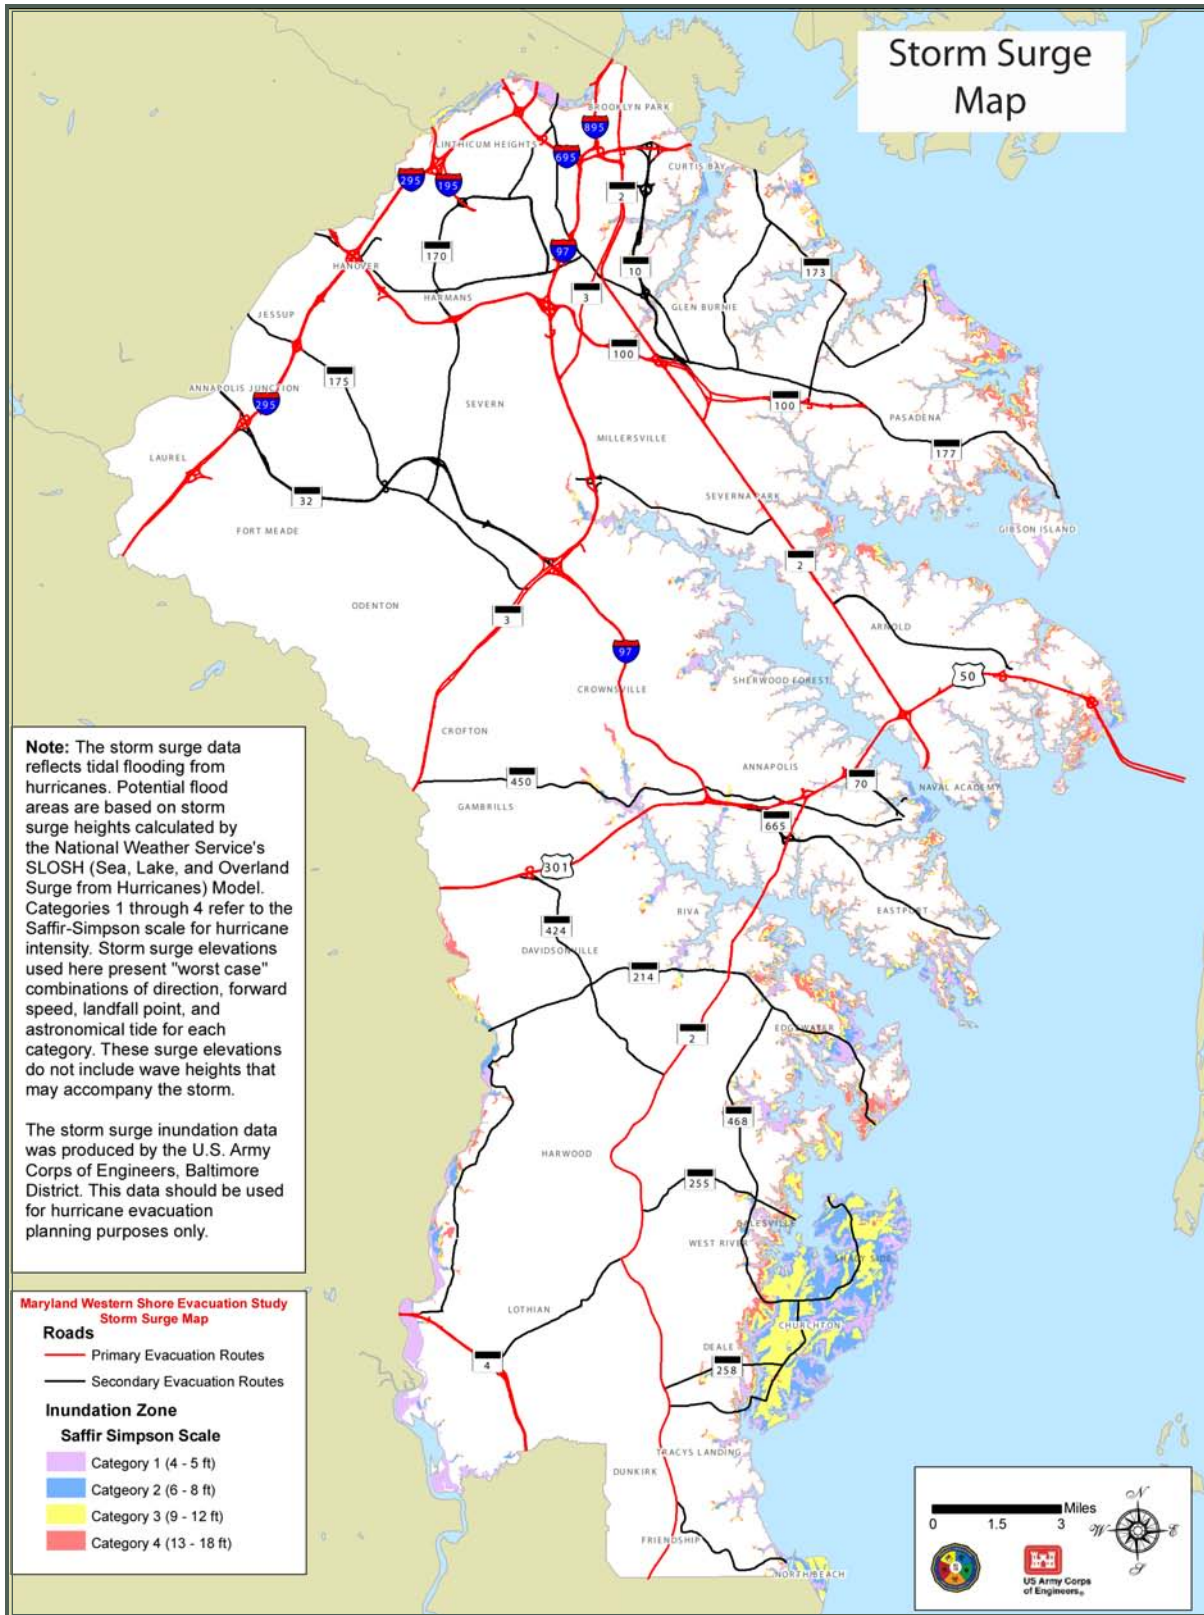 Storm Surge
Map
BROOKLYN PARK
895
LINTHICUM HEIGHTS
695
CURTIS BAY
295
195
2
170
97
10
173
HANOVER
HARMANS
3
GLEN BURNIE
JESSUP
100
175
ANNAPOLIS JUNCTION
295
SEVERN
100
PASADENA
MILLERSVILLE
177
LAUREL
32
SEVERNA PARK
FORT MEADE
GIBSON ISLAND
2
ODENTON
3
ARNOLD
97
50
SHERWOOD FOREST
CROWNSVILLE
CROFTON
ANNAPOLIS
450
70
NAVAL ACADEMY
GAMBRILLS
665
301
RIVA
EASTPORT
424
DAVIDSONVILLE
214
2
EDGEWATER
468
HARWOOD
255
GALESVILLE
WEST RIVER
SHADY SIDE
LOTHIAN
CHURCHTON
DEALE
4
258
TRACYS LANDING
DUNKIRK
FRIENDSHIP
NORTH BEACH
Note: The storm surge data
reflects tidal flooding from
hurricanes. Potential flood
areas are based on storm
surge heights calculated by
the National Weather Service's
SLOSH (Sea, Lake, and Overland
Surge from Hurricanes) Model.
Categories 1 through 4 refer to the
Saffir-Simpson scale for hurricane
intensity. Storm surge elevations
used here present "worst case"
combinations of direction, forward
speed, landfall point, and
astronomical tide for each
category. These surge elevations
do not include wave heights that
may accompany the storm.
The storm surge inundation data
was produced by the U.S. Army
Corps of Engineers, Baltimore
District. This data should be used
for hurricane evacuation
planning purposes only.
Maryland Western Shore Evacuation Study
Storm Surge Map
Roads
Primary Evacuation Routes
Secondary Evacuation Routes
Inundation Zone
Saffir Simpson Scale
Category 1 (4 - 5 ft)
Catgeory 2 (6 - 8 ft)
Category 3 (9 - 12 ft)
Category 4 (13 - 18 ft)
Miles
0 1.5 3
N
W E
S
US Army Corps
of Engineers®